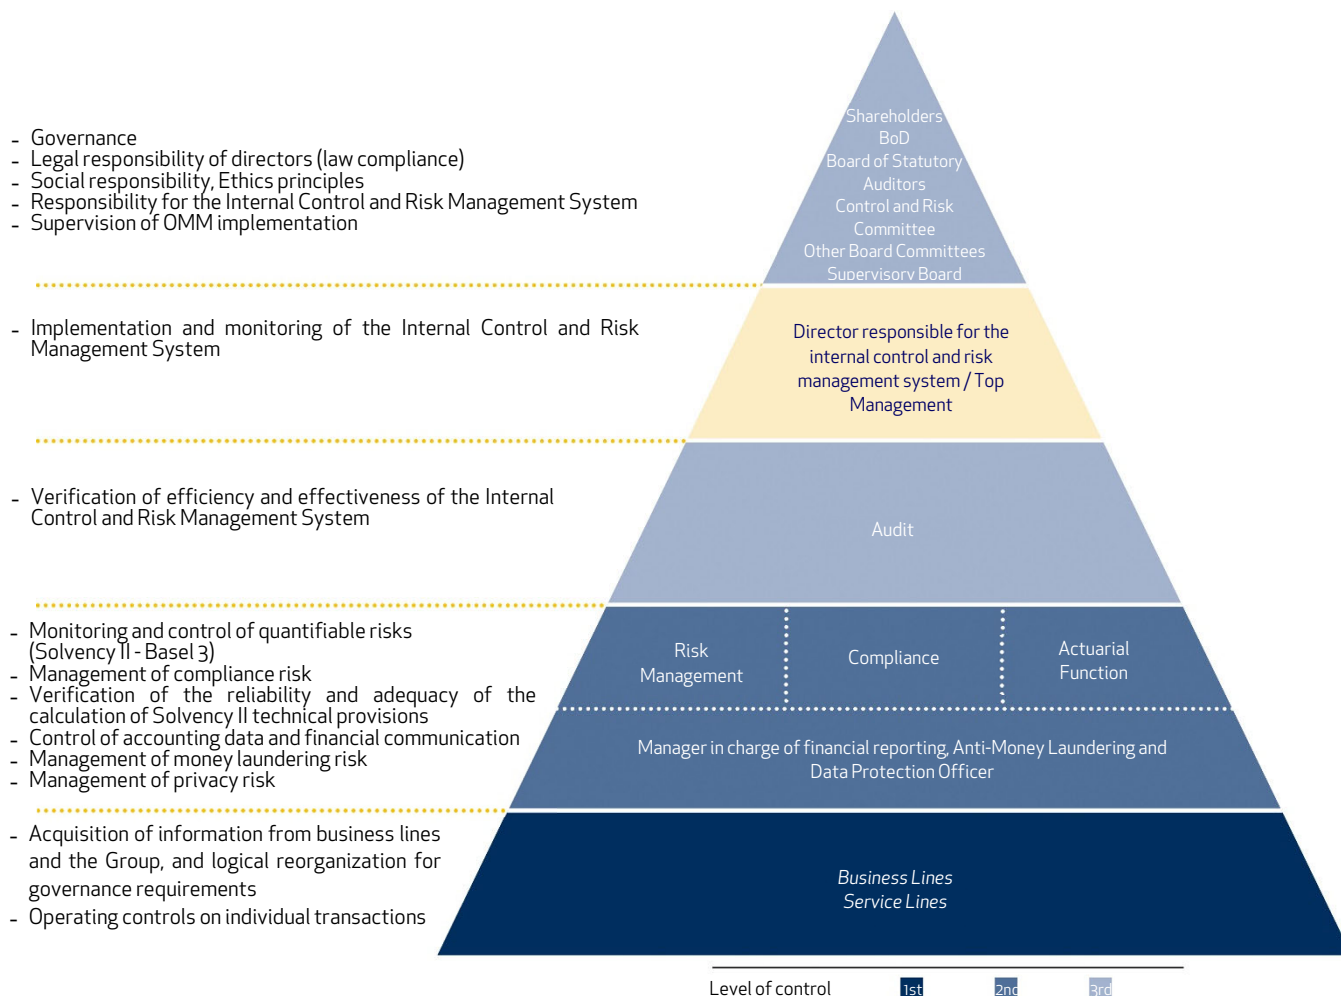 - Governance
- Legal responsibility of directors (law compliance)
- Social responsibility, Ethics principles
- Responsibility for the Internal Control and Risk Management System
- Supervision of OMM implementation
Shareholders
BoD
Board of Statutory
Auditors
Control and Risk
Committee
Other Board Committees
Supervisory Board
- Implementation and monitoring of the Internal Control and Risk
Management System
Director responsible for the
internal control and risk
management system / Top
Management
- Verification of efficiency and effectiveness of the Internal
Control and Risk Management System
Audit
- Monitoring and control of quantifiable risks
(Solvency II - Basel 3)
- Management of compliance risk
- Verification of the reliability and adequacy of the
calculation of Solvency II technical provisions
- Control of accounting data and financial communication
- Management of money laundering risk
- Management of privacy risk
Risk
Management
Compliance
Actuarial
Function
Manager in charge of financial reporting, Anti-Money Laundering and
Data Protection Officer
- Acquisition of information from business lines
and the Group, and logical reorganization for
governance requirements
- Operating controls on individual transactions
Business Lines
Service Lines
Level of control 1st 2nd 3rd